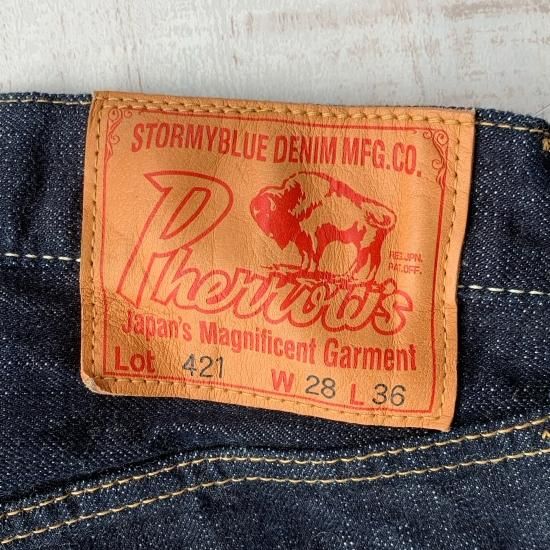 STORMYBLUE DENIM MFG.CO.
Pherrow's
REG.JPN.
PAT.OFF.
Japan's Magnificent Garment
Lot 421 W 28 L 36